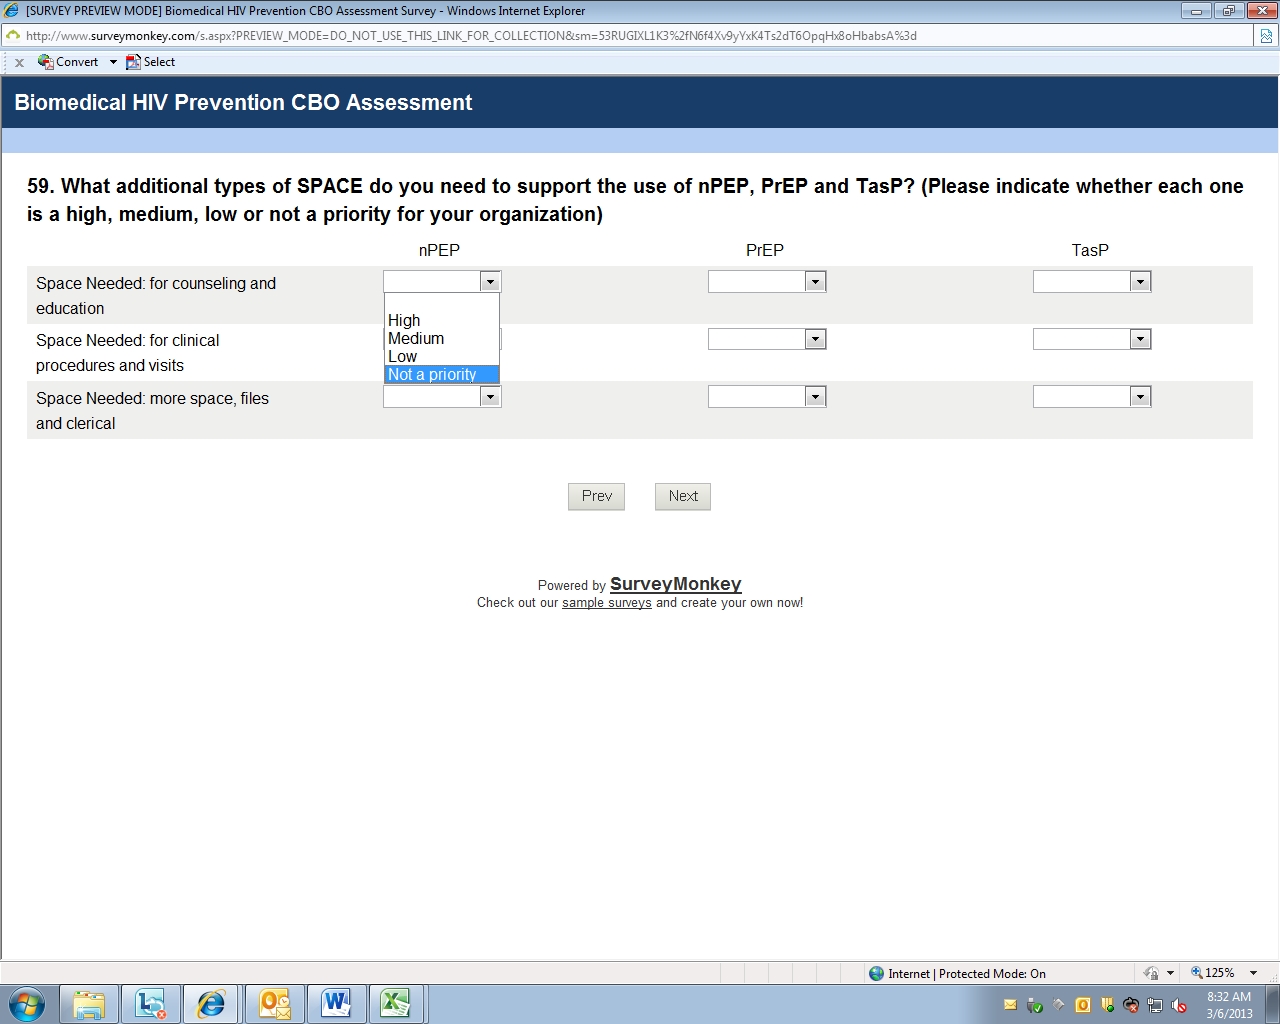 [SURVEY PREVIEW MODE] Biomedical HIV Prevention CBO Assessment Survey - Windows Internet Explorer
http://www.surveymonkey.com/s.aspx?PREVIEW_MODE=DO_NOT_USE_THIS_LINK_FOR_COLLECTION&sm=53RUGIXL1K3%2fN6f4Xv9yYxK4Ts2dT6OpqHx8oHbabsA%3d
x Convert Select
Biomedical HIV Prevention CBO Assessment
59. What additional types of SPACE do you need to support the use of nPEP, PrEP and TasP? (Please indicate whether each one
is a high, medium, low or not a priority for your organization)
nPEP PrEP TasP
Space Needed: for counseling and
education
High
Medium
Low
Not a priority
Space Needed: for clinical
procedures and visits
Space Needed: more space, files
and clerical
Prev Next
Powered by SurveyMonkey
Check out our sample surveys and create your own now!
Internet | Protected Mode: On 125%
8:32 AM
3/6/2013